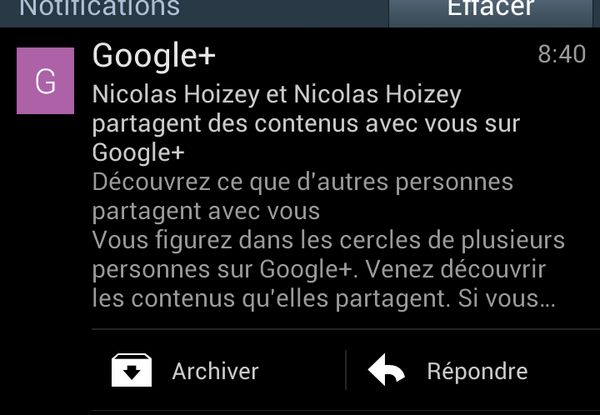 Notifications
Effacer
G
Google+
8:40
Nicolas Hoizey et Nicolas Hoizey
partagent des contenus avec vous sur
Google+
Découvrez ce que d'autres personnes
partagent avec vous
Vous figurez dans les cercles de plusieurs
personnes sur Google+. Venez découvrir
les contenus qu'elles partagent. Si vous...
Archiver
Répondre